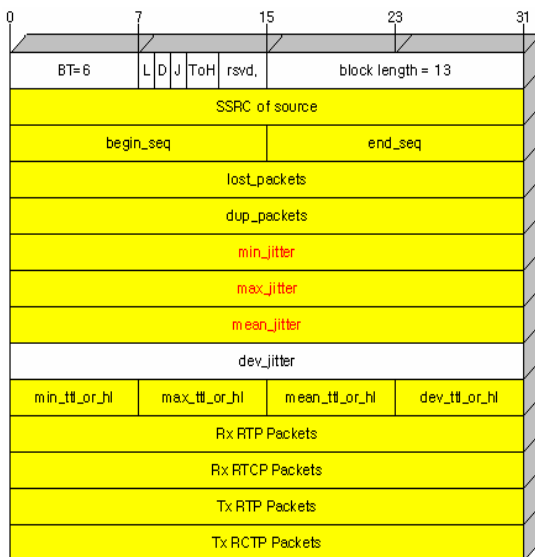 0 7 15 23 31
BT=6 L D J ToH rsvd, block length = 13
SSRC of source
begin_seq end_seq
lost_packets
dup_packets
min_jitter
max_jitter
mean_jitter
dev_jitter
min_ttl_or_hl max_ttl_or_hl mean_ttl_or_hl dev_ttl_or_hl
Rx RTP Packets
Rx RTCP Packets
Tx RTP Packets
Tx RCTP Packets